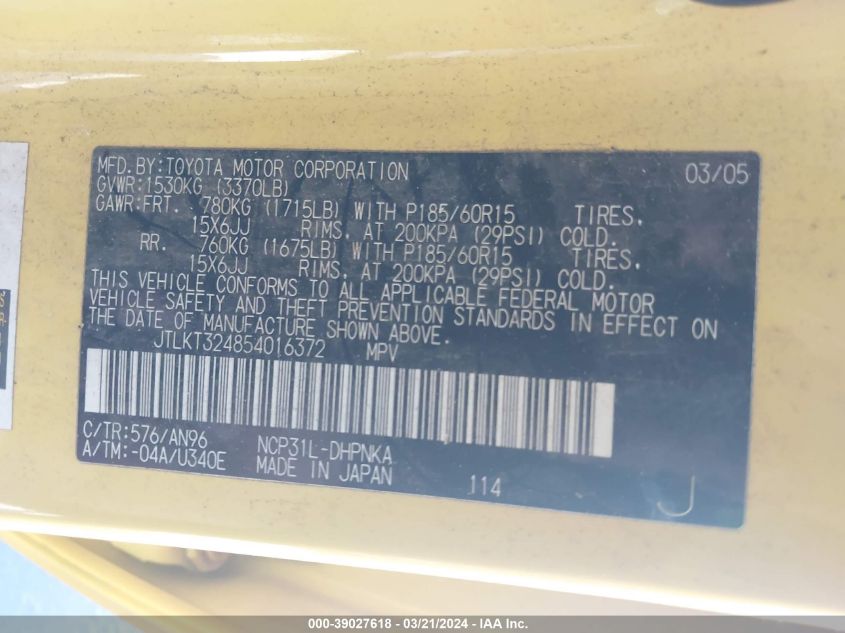 MFD. BY: TOYOTA MOTOR CORPORATION 03/05
GVWR: 1530KG (3370LB)
GAWR: FRT. 780KG (1715LB) WITH P185/60R15 TIRES.
15X6JJ RIMS. AT 200KPA (29PSI) COLD.
RR. 760KG (1675LB) WITH P185/60R15 TIRES.
15X6JJ RIMS. AT 200KPA (29PSI) COLD.
THIS VEHICLE CONFORMS TO ALL APPLICABLE FEDERAL MOTOR
VEHICLE SAFETY AND THEFT PREVENTION STANDARDS IN EFFECT ON
THE DATE OF MANUFACTURE SHOWN ABOVE.
JTLKT324854016372 MPV
C/TR: 576/AN96 NCP31L-DHPNKA
A/TM: -04A/U340E MADE IN JAPAN 114 J
000-39027618 - 03/21/2024 - IAA Inc.